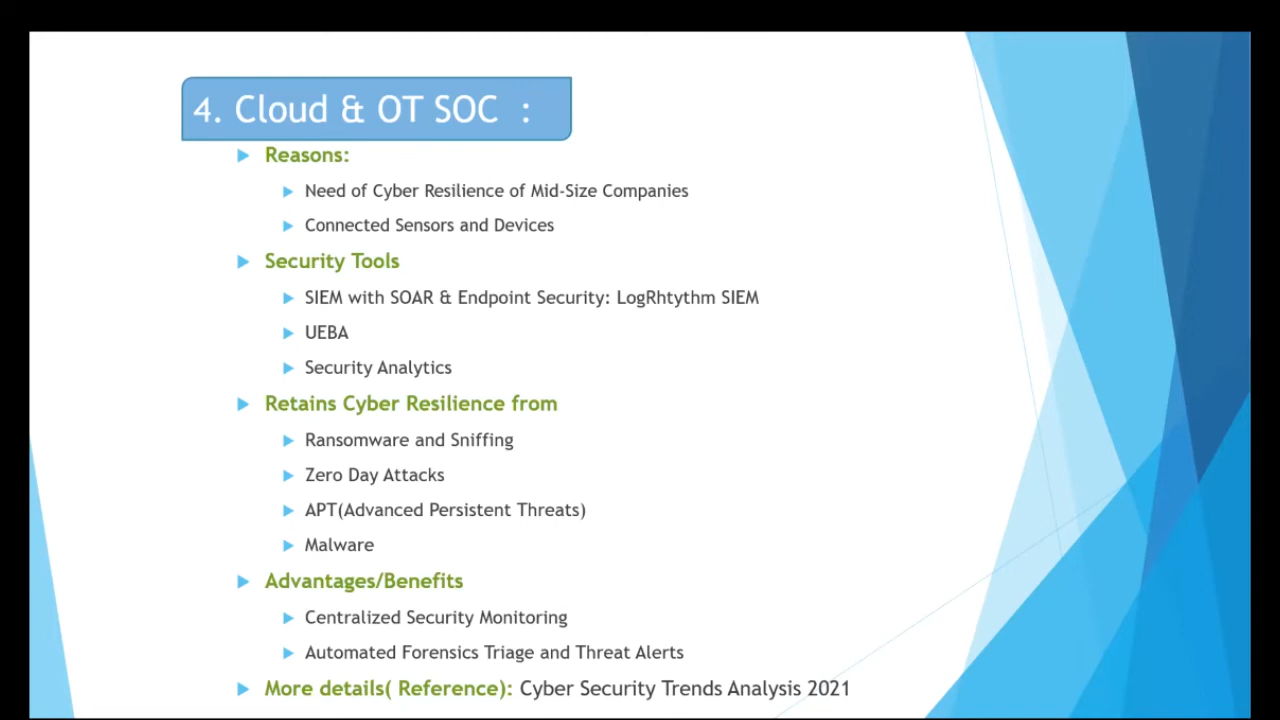 4. Cloud & OT SOC :
Reasons:
Need of Cyber Resilience of Mid-Size Companies
Connected Sensors and Devices
Security Tools
SIEM with SOAR & Endpoint Security: LogRhtythm SIEM
UEBA
Security Analytics
Retains Cyber Resilience from
Ransomware and Sniffing
Zero Day Attacks
APT(Advanced Persistent Threats)
Malware
Advantages/Benefits
Centralized Security Monitoring
Automated Forensics Triage and Threat Alerts
More details( Reference): Cyber Security Trends Analysis 2021